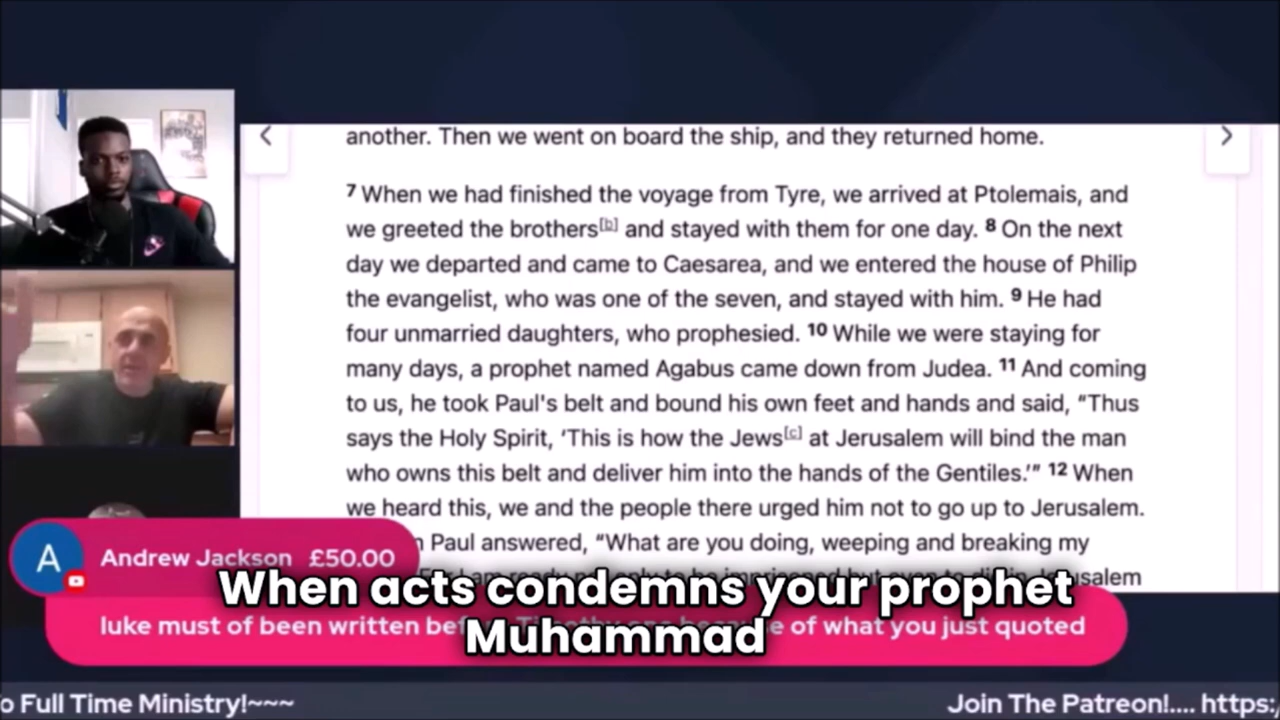 another. Then we went on board the ship, and they returned home.
7 When we had finished the voyage from Tyre, we arrived at Ptolemais, and
we greeted the brothers[b] and stayed with them for one day. 8 On the next
day we departed and came to Caesarea, and we entered the house of Philip
the evangelist, who was one of the seven, and stayed with him. 9 He had
four unmarried daughters, who prophesied. 10 While we were staying for
many days, a prophet named Agabus came down from Judea. 11 And coming
to us, he took Paul's belt and bound his own feet and hands and said, “Thus
says the Holy Spirit, ‘This is how the Jews[c] at Jerusalem will bind the man
who owns this belt and deliver him into the hands of the Gentiles.’” 12 When
we heard this, we and the people there urged him not to go up to Jerusalem.
Paul answered, “What are you doing, weeping and breaking my
A Andrew Jackson £50.00
When acts condemns your prophet
Muhammad
luke must of been written of what you just quoted
o Full Time Ministry!~~~ Join The Patreon!.... https:/